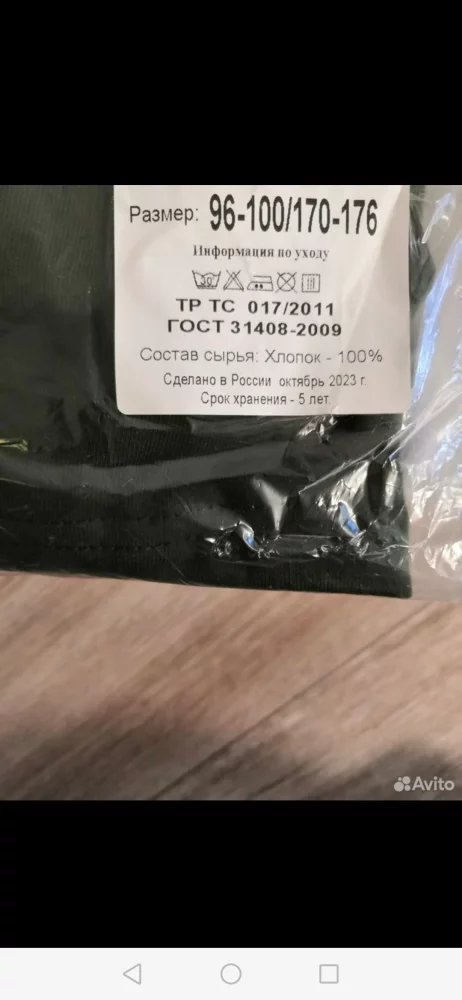 Размер: 96-100/170-176
Информация по уходу
30
ТР ТС 017/2011
ГОСТ 31408-2009
Состав сырья: Хлопок - 100%
Сделано в России октябрь 2023 г.
Срок хранения - 5 лет
Avito